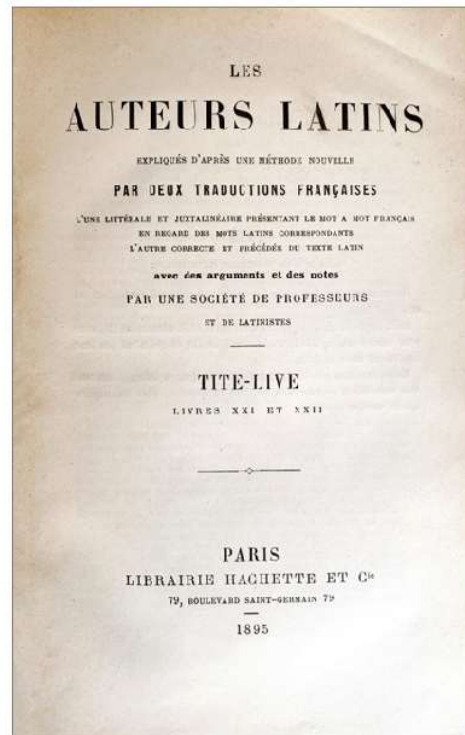 LES
AUTEURS LATINS
EXPLIQUÉS D'APRÈS UNE MÉTHODE NOUVELLE
PAR DEUX TRADUCTIONS FRANÇAISES
L'UNE LITTÉRALE ET JUXTALINÉAIRE PRÉSENTANT LE MOT A MOT FRANÇAIS
EN REGARD DES MOTS LATINS CORRESPONDANTS
L'AUTRE CORRECTE ET PRÉCÉDÉE DU TEXTE LATIN
avec des arguments et des notes
PAR UNE SOCIÉTÉ DE PROFESSEURS
ET DE LATINISTES
TITE-LIVE
LIVRES XXI ET XXII
PARIS
LIBRAIRIE HACHETTE ET Cie
79, BOULEVARD SAINT-GERMAIN 79
1895